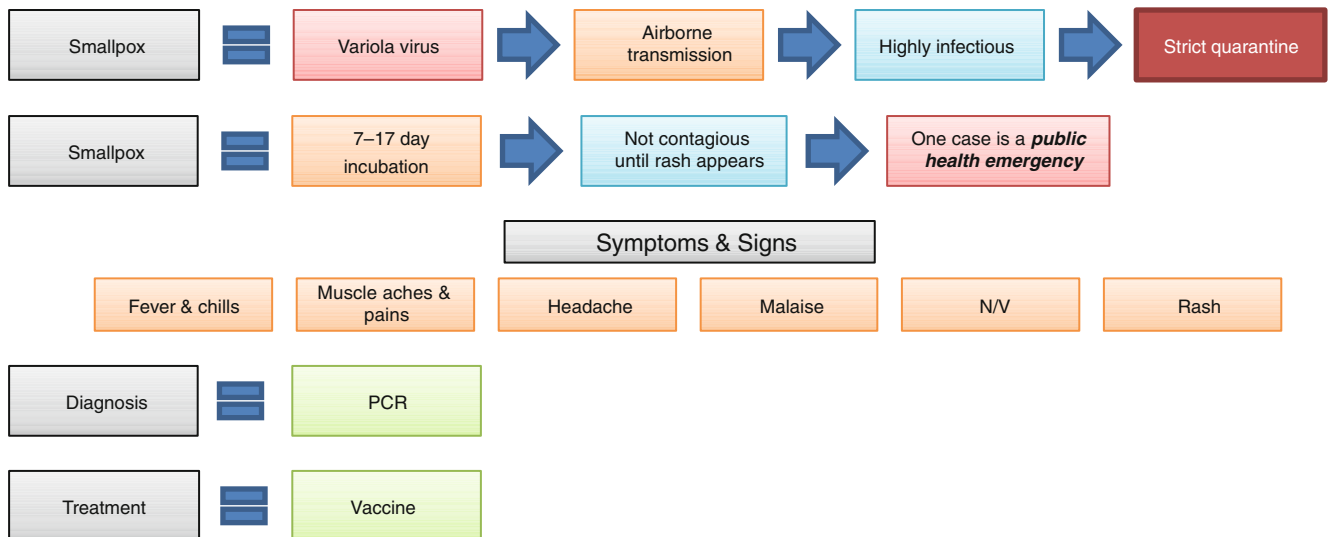 Smallpox
Variola virus
Airborne
transmission
Highly infectious
Strict quarantine
Smallpox
7–17 day
incubation
Not contagious
until rash appears
One case is a public
health emergency
Symptoms & Signs
Fever & chills
Muscle aches &
pains
Headache
Malaise
N/V
Rash
Diagnosis
PCR
Treatment
Vaccine